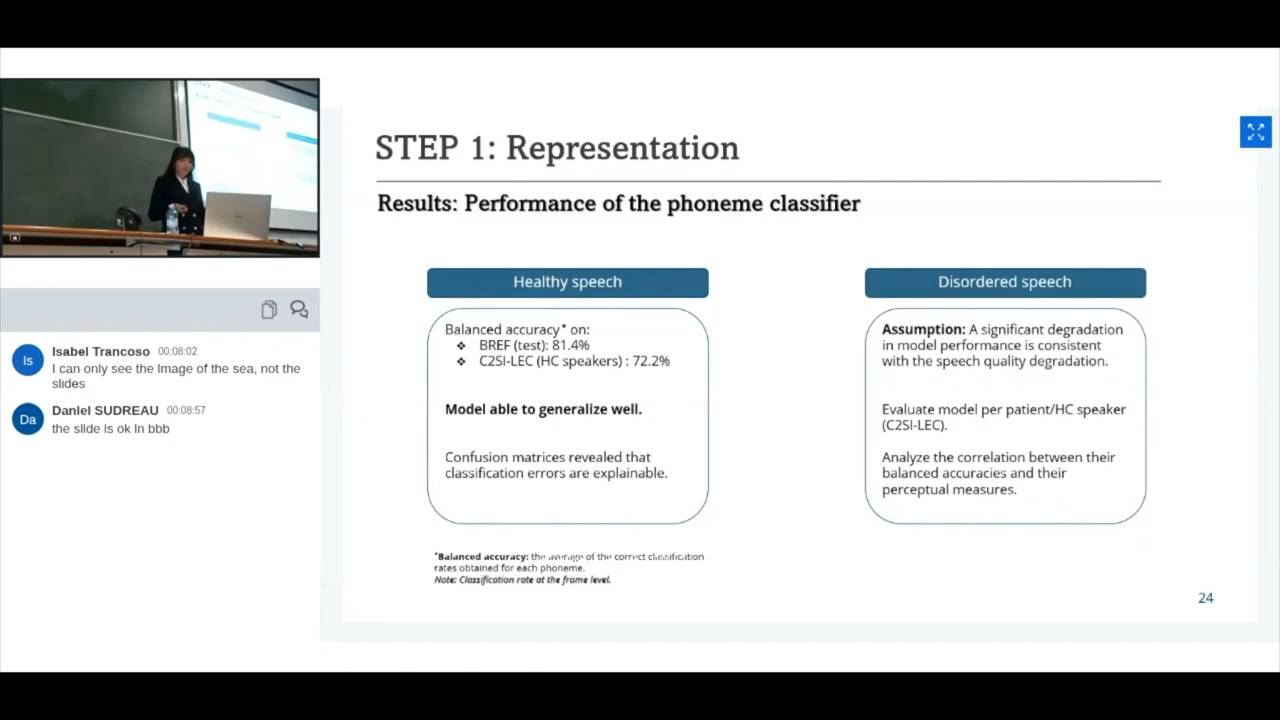 STEP 1: Representation
Results: Performance of the phoneme classifier
Healthy speech
Balanced accuracy* on:
❖ BREF (test): 81.4%
❖ C2SI-LEC (HC speakers) : 72.2%
Model able to generalize well.
Confusion matrices revealed that
classification errors are explainable.
*Balanced accuracy: the average of the correct classification
rates obtained for each phoneme.
Note: Classification rate at the frame level.
Disordered speech
Assumption: A significant degradation
in model performance is consistent
with the speech quality degradation.
Evaluate model per patient/HC speaker
(C2SI-LEC).
Analyze the correlation between their
balanced accuracies and their
perceptual measures.
24
Is
Isabel Trancoso 00:08:02
I can only see the Image of the sea, not the
slides
Da
Daniel SUDREAU 00:08:57
the slide is ok in bbb